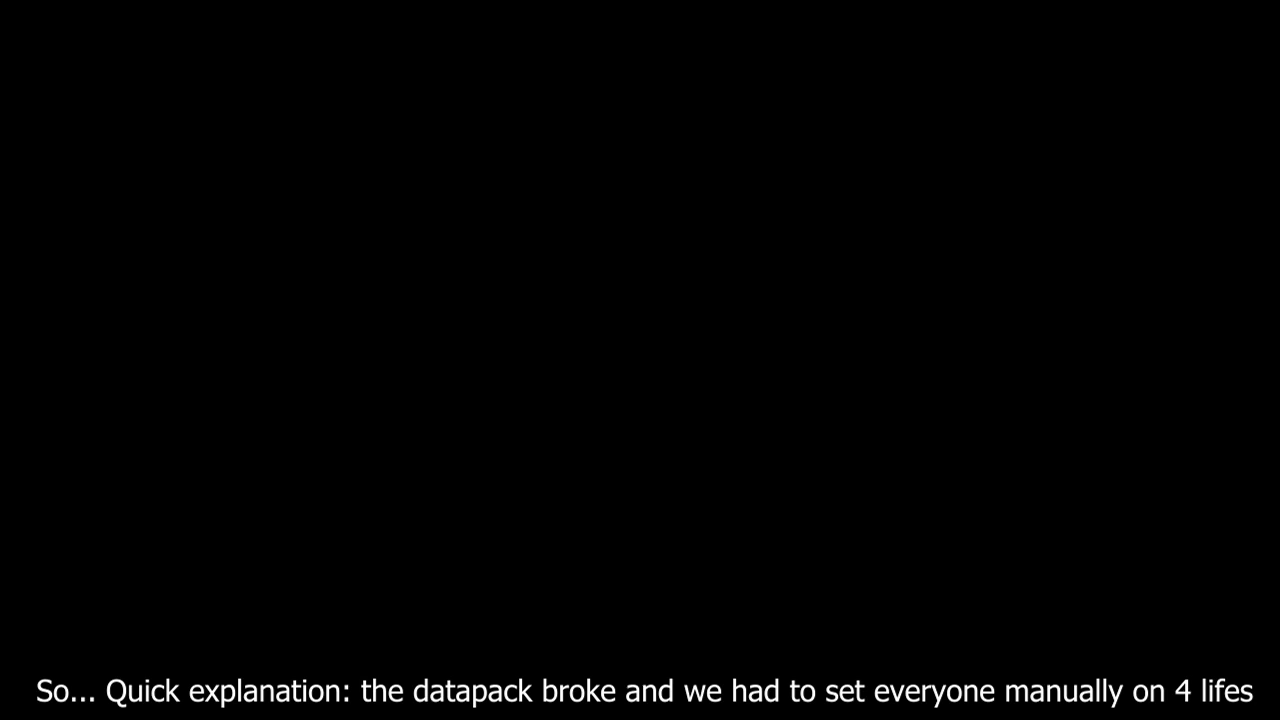 So... Quick explanation: the datapack broke and we had to set everyone manually on 4 lifes